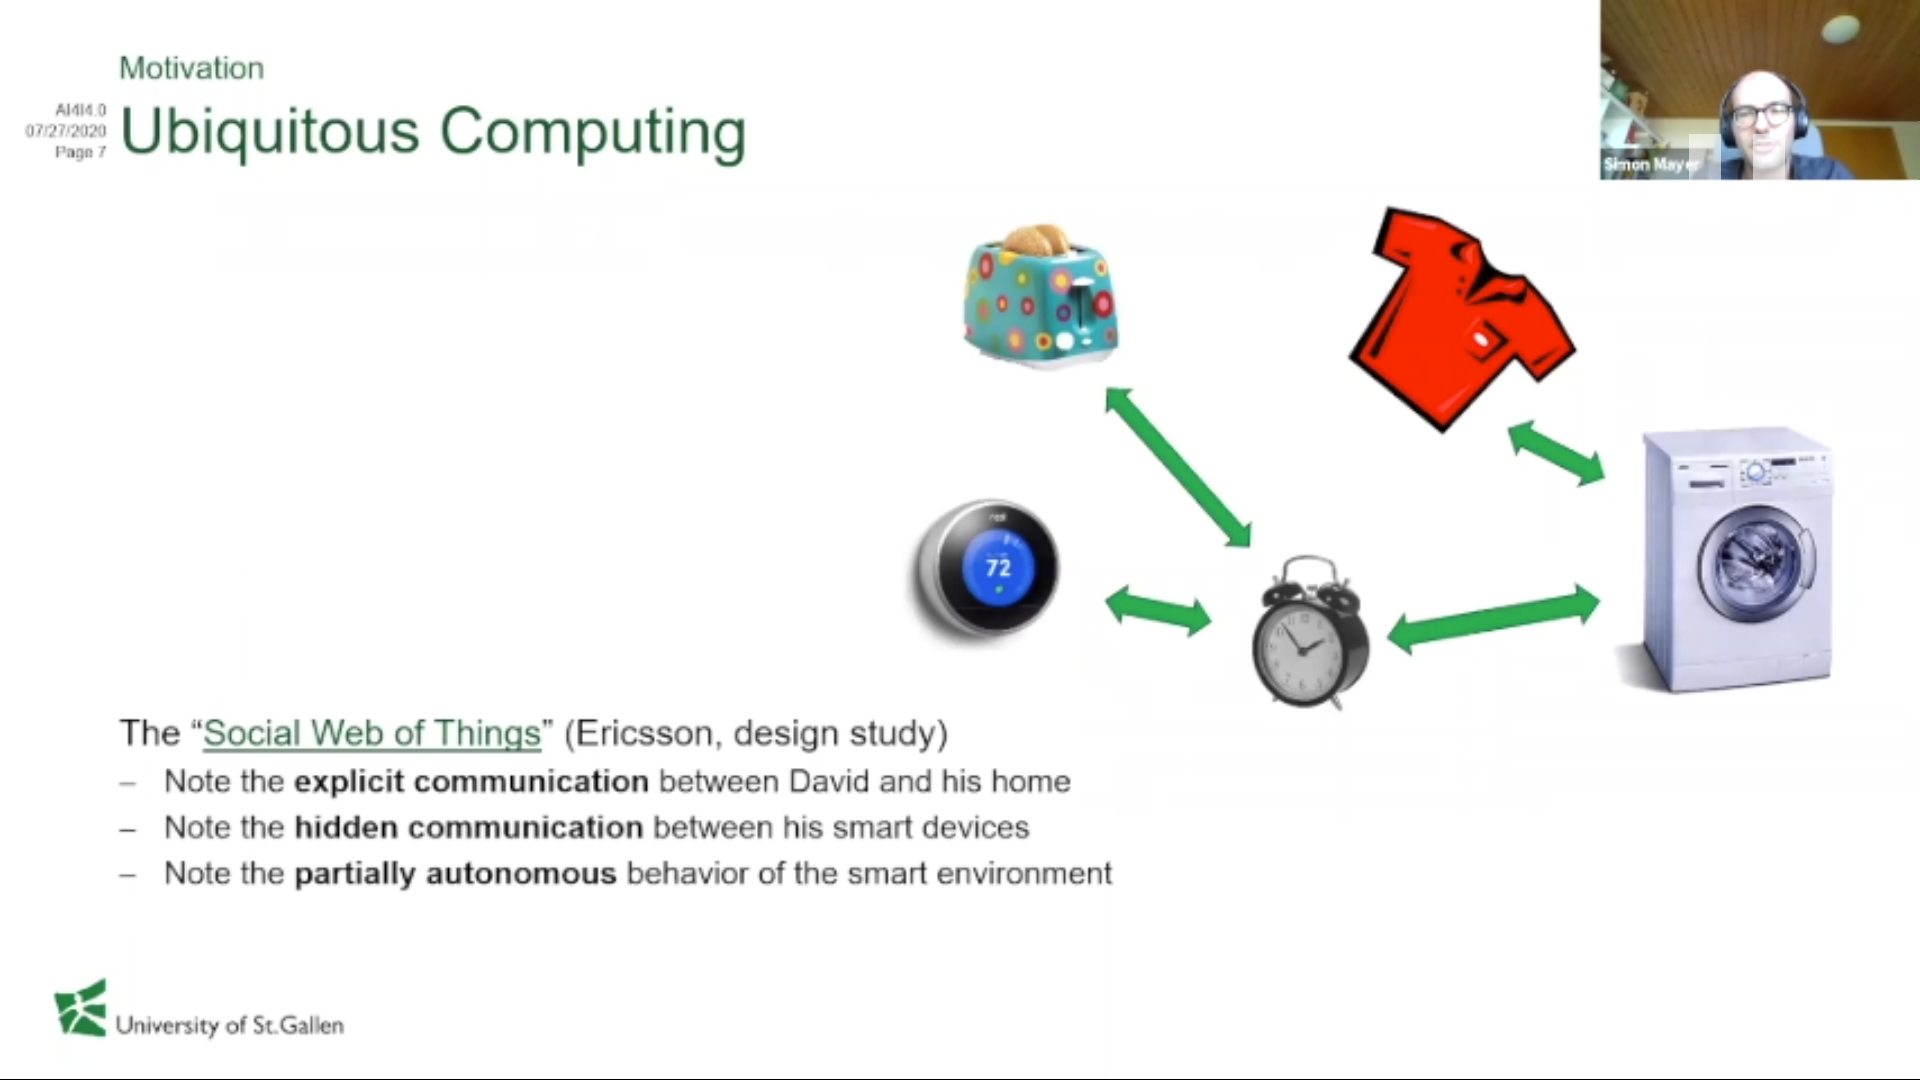 Motivation
AI4I4.0
07/27/2020
Page 7
Ubiquitous Computing
Simon Mayer
72
The “Social Web of Things” (Ericsson, design study)
– Note the explicit communication between David and his home
– Note the hidden communication between his smart devices
– Note the partially autonomous behavior of the smart environment
University of St.Gallen